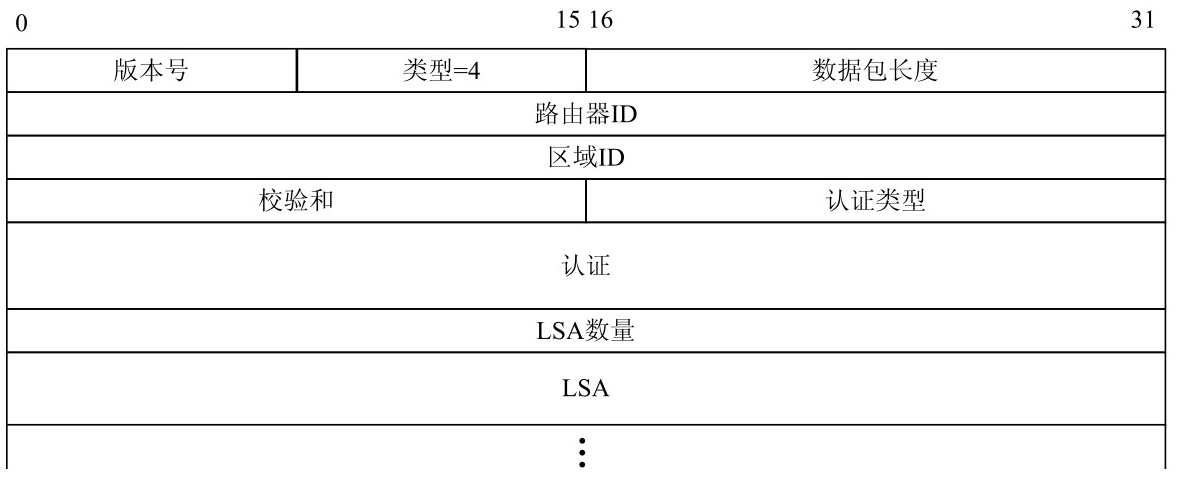 0 15 16 31
版本号 类型=4 数据包长度
路由器ID
区域ID
校验和 认证类型
认证
LSA数量
LSA
⋮